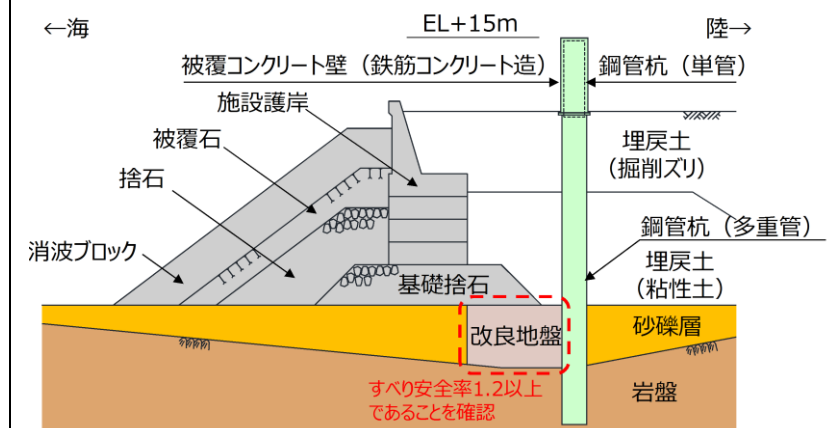 ←海
EL+15m
陸→
被覆コンクリート壁（鉄筋コンクリート造）
鋼管杭（単管）
施設護岸
被覆石
埋戻土
（掘削ズリ）
捨石
鋼管杭（多重管）
消波ブロック
埋戻土
（粘性土）
基礎捨石
改良地盤
砂礫層
すべり安全率1.2以上
であることを確認
岩盤